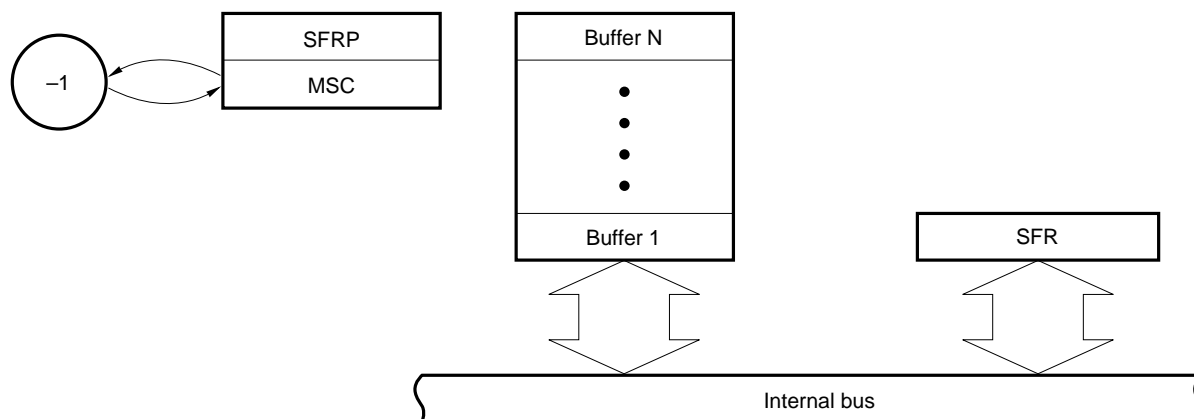 SFRP
Buffer N
–1
MSC
Buffer 1
SFR
Internal bus